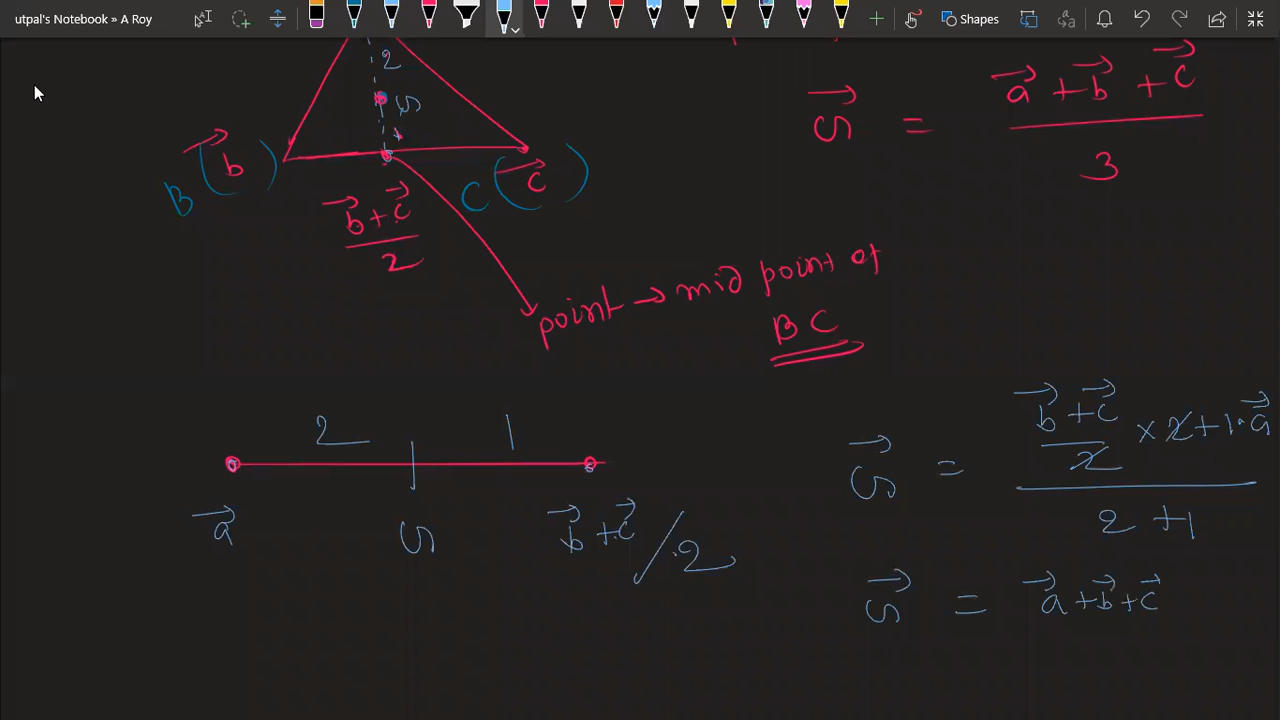 utpal's Notebook » A Roy
Shapes
2
G
1
B (b⃗)
C (c⃗)
(b⃗ + c⃗)/2
G⃗ = (a⃗ + b⃗ + c⃗)/3
point → mid point of
BC
2 1
a⃗ G b⃗ + c⃗/2
G⃗ = ((b⃗ + c⃗)/2 × 2 + 1·a⃗)/(2 + 1)
G⃗ = a⃗ + b⃗ + c⃗